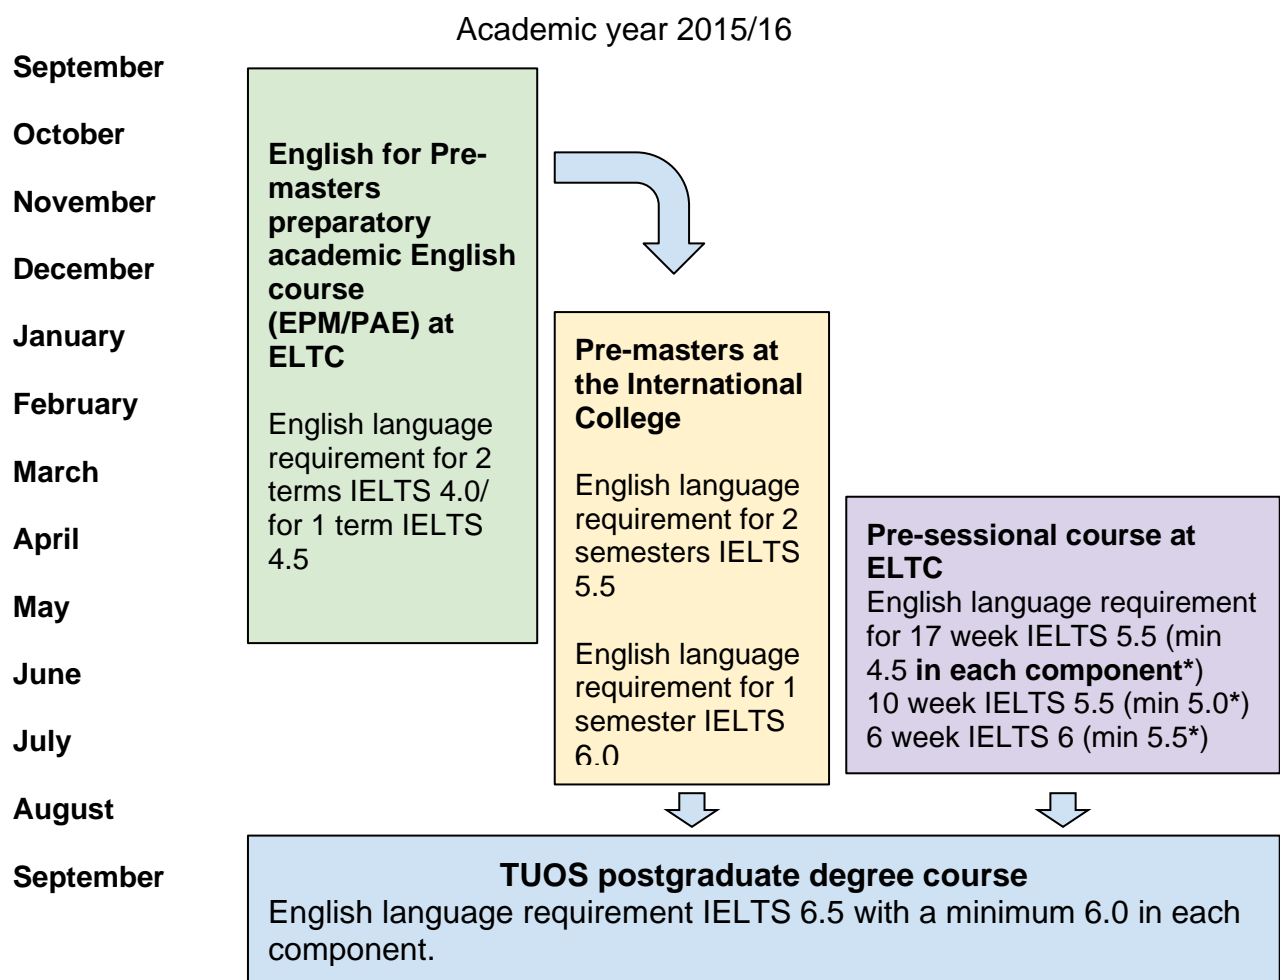 Academic year 2015/16
September
October
November
December
January
February
March
April
May
June
July
August
September
English for Pre-
masters
preparatory
academic English
course
(EPM/PAE) at
ELTC
English language
requirement for 2
terms IELTS 4.0/
for 1 term IELTS
4.5
Pre-masters at
the International
College
English language
requirement for 2
semesters IELTS
5.5
English language
requirement for 1
semester IELTS
6.0
Pre-sessional course at
ELTC
English language requirement
for 17 week IELTS 5.5 (min
4.5 in each component*)
10 week IELTS 5.5 (min 5.0*)
6 week IELTS 6 (min 5.5*)
TUOS postgraduate degree course
English language requirement IELTS 6.5 with a minimum 6.0 in each
component.